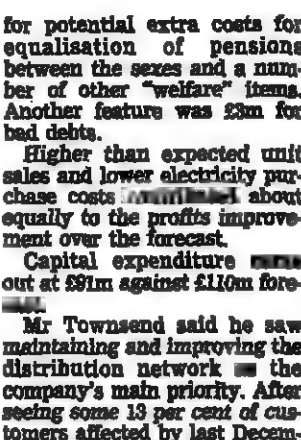 for potential extra costs for
equalisation of pensions
between the sexes and a num-
ber of other "welfare" items.
Another feature was £3m for
bad debts.
Higher than expected unit
sales and lower electricity pur-
chase costs about
equally to the profits improve-
ment over the forecast.
Capital expenditure
out at £91m against £110m fore-
Mr Townsend said he saw
maintaining and improving the
distribution network the
company's main priority. After
seeing some 13 per cent of cus-
tomers affected by last Decem-